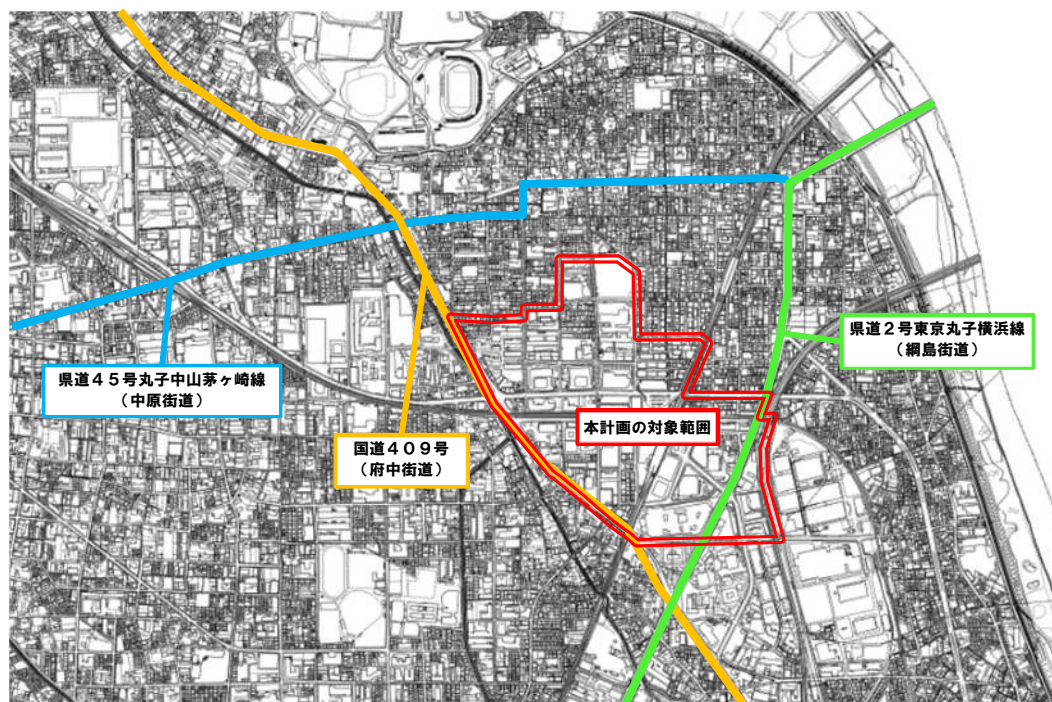 県道２号東京丸子横浜線
（綱島街道）
県道４５号丸子中山茅ヶ崎線
（中原街道）
本計画の対象範囲
国道４０９号
（府中街道）